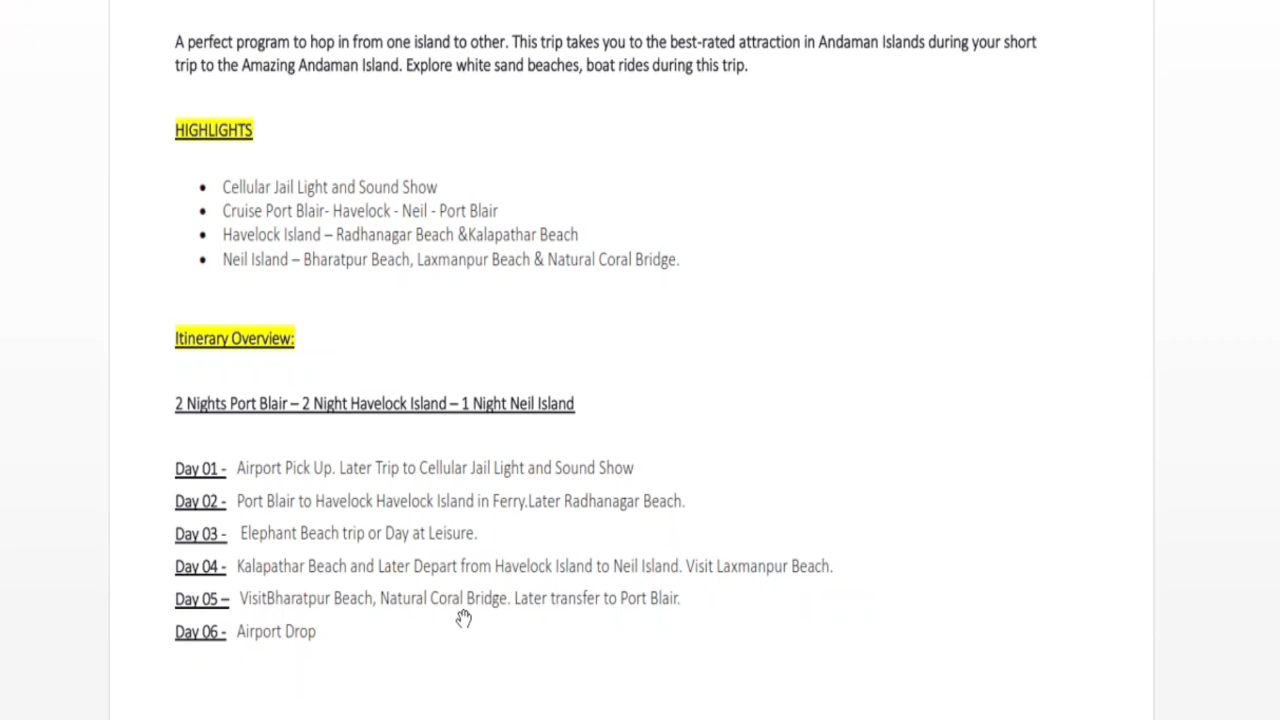 A perfect program to hop in from one island to other. This trip takes you to the best-rated attraction in Andaman Islands during your short
trip to the Amazing Andaman Island. Explore white sand beaches, boat rides during this trip.
HIGHLIGHTS
• Cellular Jail Light and Sound Show
• Cruise Port Blair- Havelock - Neil - Port Blair
• Havelock Island – Radhanagar Beach &Kalapathar Beach
• Neil Island – Bharatpur Beach, Laxmanpur Beach & Natural Coral Bridge.
Itinerary Overview:
2 Nights Port Blair – 2 Night Havelock Island – 1 Night Neil Island
Day 01 - Airport Pick Up. Later Trip to Cellular Jail Light and Sound Show
Day 02 - Port Blair to Havelock Havelock Island in Ferry.Later Radhanagar Beach.
Day 03 - Elephant Beach trip or Day at Leisure.
Day 04 - Kalapathar Beach and Later Depart from Havelock Island to Neil Island. Visit Laxmanpur Beach.
Day 05 – VisitBharatpur Beach, Natural Coral Bridge. Later transfer to Port Blair.
Day 06 - Airport Drop